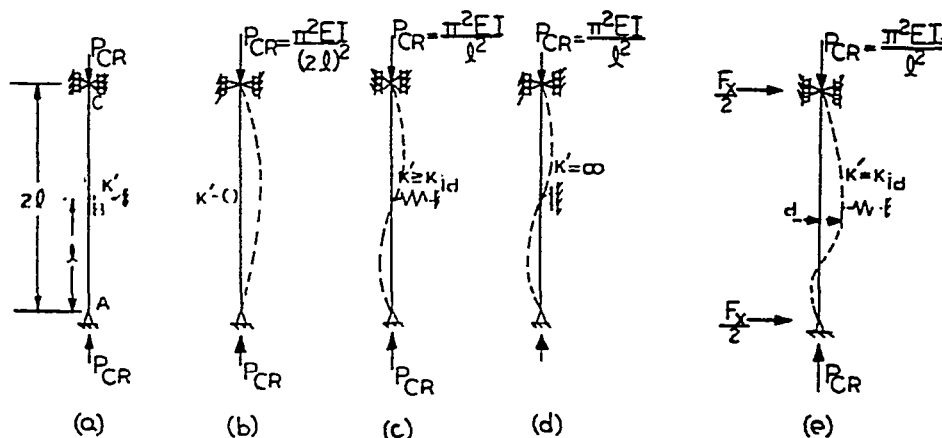 P_CR
C
2l
K'
l
A
P_CR
(a)
P_CR = π²EI/(2l)²
K'-()
P_CR
(b)
P_CR = π²EI/l²
K' ≥ K_id
P_CR
(c)
P_CR = π²EI/l²
K' = ∞
(d)
P_CR = π²EI/l²
F_x/2
K' = K_id
d
F_x/2
P_CR
(e)